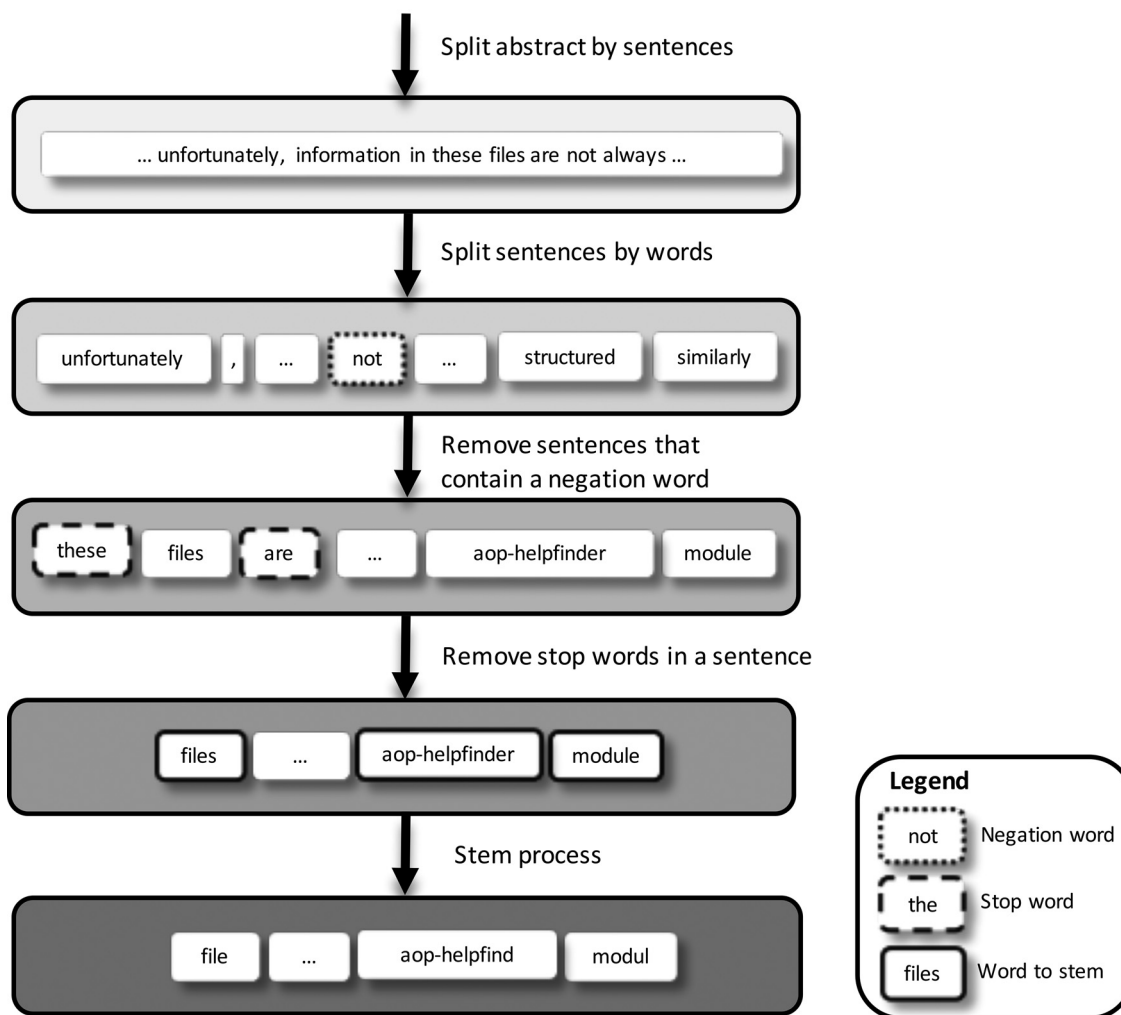 Split abstract by sentences
... unfortunately, information in these files are not always ...
Split sentences by words
unfortunately , ... not ... structured similarly
Remove sentences that
contain a negation word
these files are ... aop-helpfinder module
Remove stop words in a sentence
files ... aop-helpfinder module
Stem process
file ... aop-helpfind modul
Legend
not Negation word
the Stop word
files Word to stem